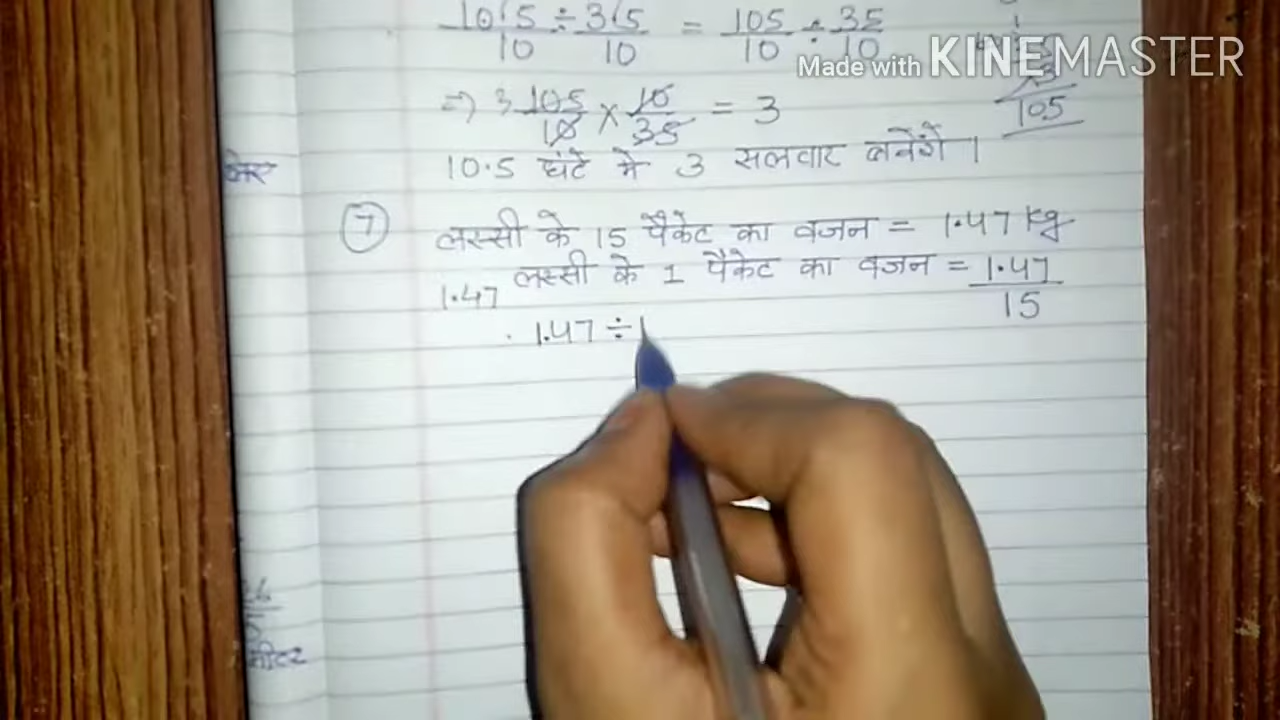 10.5/10 ÷ 3.5/10 = 105/10 ÷ 35/10
Made with KINEMASTER
⇒ 3 105/10 × 10/35 = 3
105
10.5 घंटे मे 3 सलवार बनेंगे ।
7 लस्सी के 15 पैकेट का वजन = 1.47 Kg
लस्सी के 1 पैकेट का वजन = 1.47/15
1.47
1.47 ÷ 1
मीटर